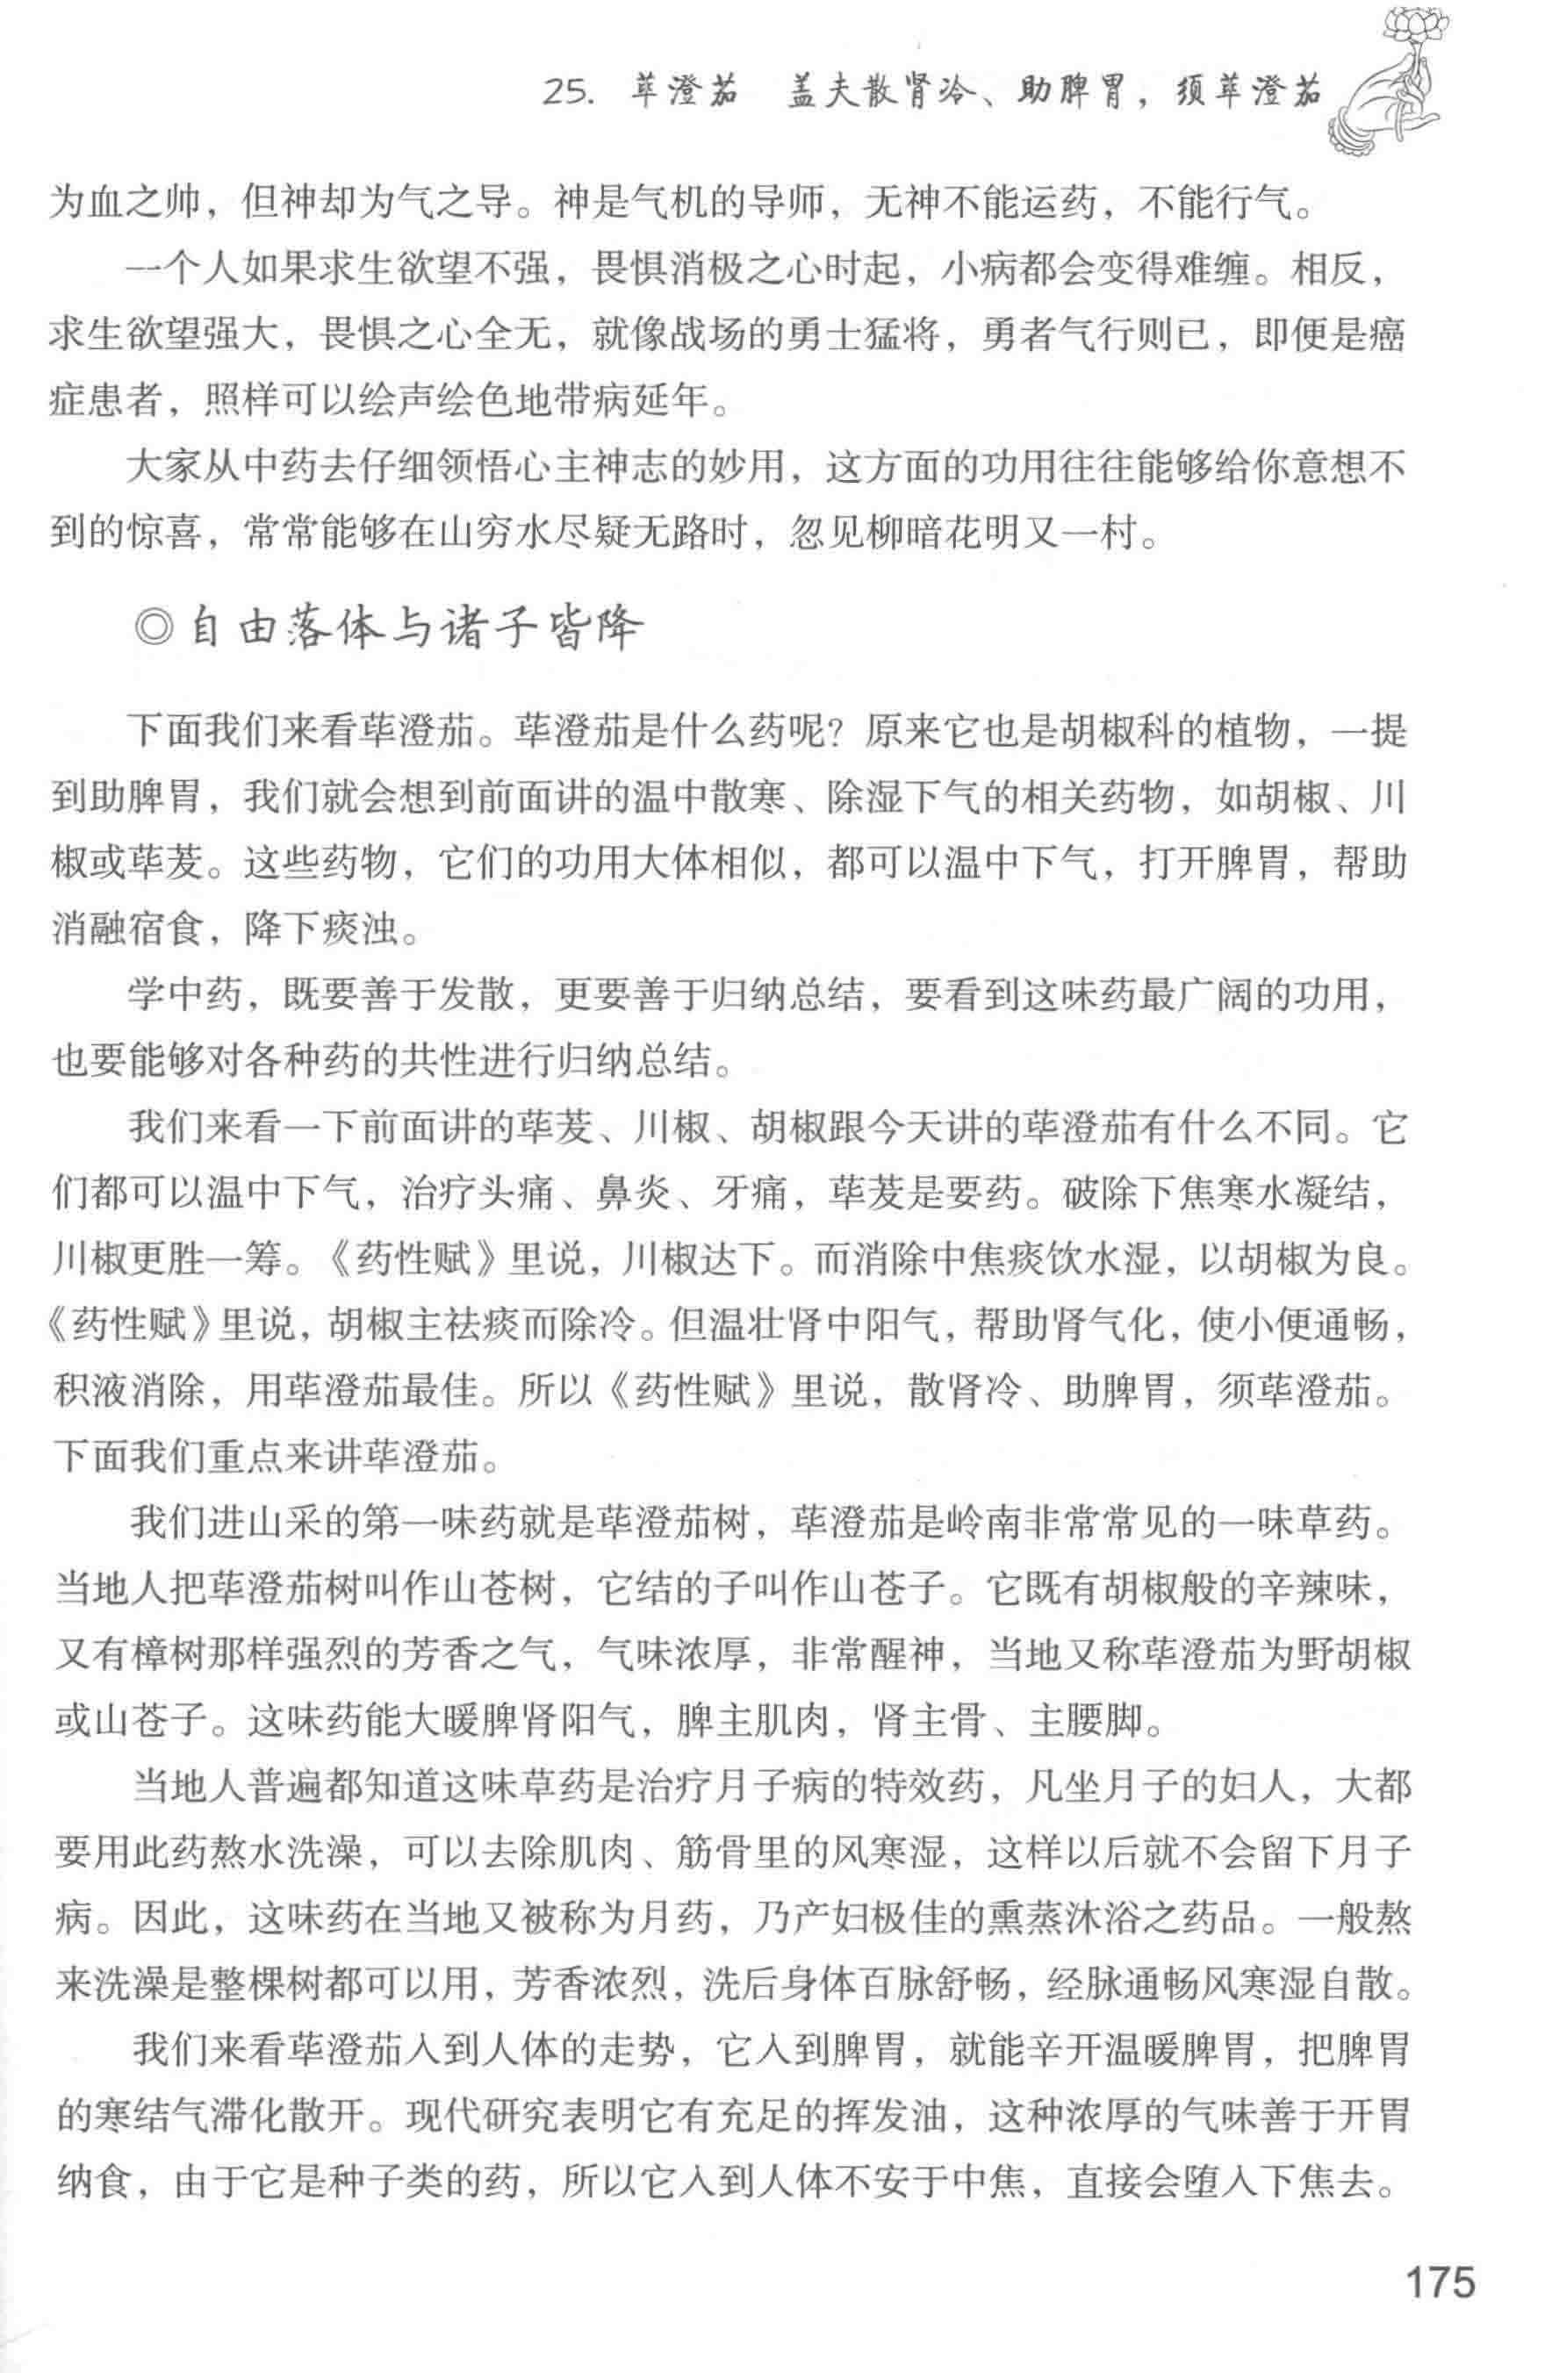 25. 荜澄茄 盖夫散肾冷、助脾胃，须荜澄茄
为血之帅，但神却为气之导。神是气机的导师，无神不能运药，不能行气。
一个人如果求生欲望不强，畏惧消极之心时起，小病都会变得难缠。相反，
求生欲望强大，畏惧之心全无，就像战场的勇士猛将，勇者气行则已，即便是癌
症患者，照样可以绘声绘色地带病延年。
大家从中药去仔细领悟心主神志的妙用，这方面的功用往往能够给你意想不
到的惊喜，常常能够在山穷水尽疑无路时，忽见柳暗花明又一村。
◎自由落体与诸子皆降
下面我们来看荜澄茄。荜澄茄是什么药呢？原来它也是胡椒科的植物，一提
到助脾胃，我们就会想到前面讲的温中散寒、除湿下气的相关药物，如胡椒、川
椒或荜茇。这些药物，它们的功用大体相似，都可以温中下气，打开脾胃，帮助
消融宿食，降下痰浊。
学中药，既要善于发散，更要善于归纳总结，要看到这味药最广阔的功用，
也要能够对各种药的共性进行归纳总结。
我们来看一下前面讲的荜茇、川椒、胡椒跟今天讲的荜澄茄有什么不同。它
们都可以温中下气，治疗头痛、鼻炎、牙痛，荜茇是要药。破除下焦寒水凝结，
川椒更胜一筹。《药性赋》里说，川椒达下。而消除中焦痰饮水湿，以胡椒为良。
《药性赋》里说，胡椒主祛痰而除冷。但温壮肾中阳气，帮助肾气化，使小便通畅，
积液消除，用荜澄茄最佳。所以《药性赋》里说，散肾冷、助脾胃，须荜澄茄。
下面我们重点来讲荜澄茄。
我们进山采的第一味药就是荜澄茄树，荜澄茄是岭南非常常见的一味草药。
当地人把荜澄茄树叫作山苍树，它结的子叫作山苍子。它既有胡椒般的辛辣味，
又有樟树那样强烈的芳香之气，气味浓厚，非常醒神，当地又称荜澄茄为野胡椒
或山苍子。这味药能大暖脾肾阳气，脾主肌肉，肾主骨、主腰脚。
当地人普遍都知道这味草药是治疗月子病的特效药，凡坐月子的妇人，大都
要用此药熬水洗澡，可以去除肌肉、筋骨里的风寒湿，这样以后就不会留下月子
病。因此，这味药在当地又被称为月药，乃产妇极佳的熏蒸沐浴之药品。一般熬
来洗澡是整棵树都可以用，芳香浓烈，洗后身体百脉舒畅，经脉通畅风寒湿自散。
我们来看荜澄茄入到人体的走势，它入到脾胃，就能辛开温暖脾胃，把脾胃
的寒结气滞化散开。现代研究表明它有充足的挥发油，这种浓厚的气味善于开胃
纳食，由于它是种子类的药，所以它入到人体不安于中焦，直接会堕入下焦去。
175